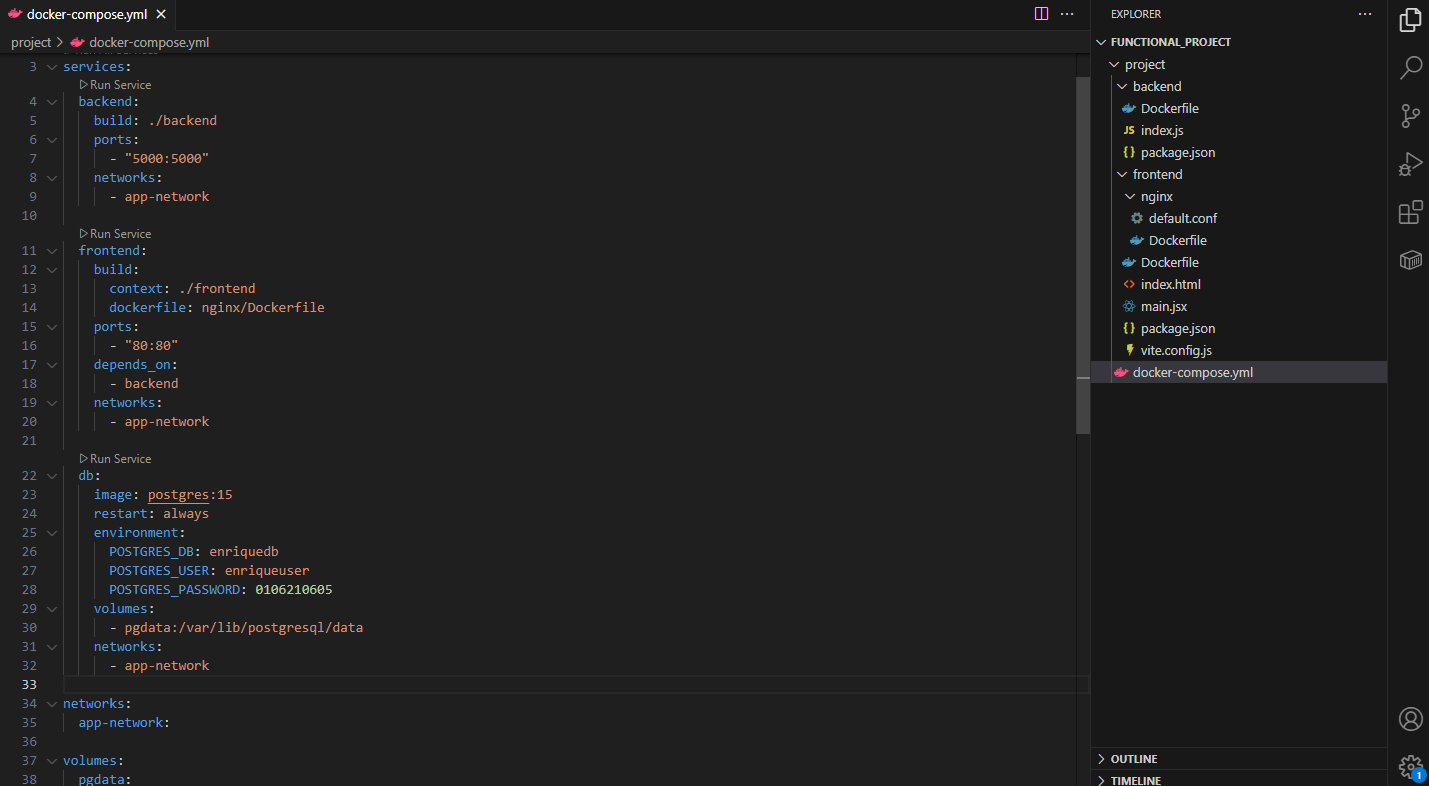 docker-compose.yml
project > docker-compose.yml
3 services:
Run Service
4 backend:
5 build: ./backend
6 ports:
7 - "5000:5000"
8 networks:
9 - app-network
10
Run Service
11 frontend:
12 build:
13 context: ./frontend
14 dockerfile: nginx/Dockerfile
15 ports:
16 - "80:80"
17 depends_on:
18 - backend
19 networks:
20 - app-network
21
Run Service
22 db:
23 image: postgres:15
24 restart: always
25 environment:
26 POSTGRES_DB: enriquedb
27 POSTGRES_USER: enriqueuser
28 POSTGRES_PASSWORD: 0106210605
29 volumes:
30 - pgdata:/var/lib/postgresql/data
31 networks:
32 - app-network
33
34 networks:
35 app-network:
36
37 volumes:
38 pgdata:
EXPLORER
FUNCTIONAL_PROJECT
project
backend
Dockerfile
JS index.js
{} package.json
frontend
nginx
default.conf
Dockerfile
Dockerfile
<> index.html
main.jsx
{} package.json
vite.config.js
docker-compose.yml
OUTLINE
TIMELINE
1